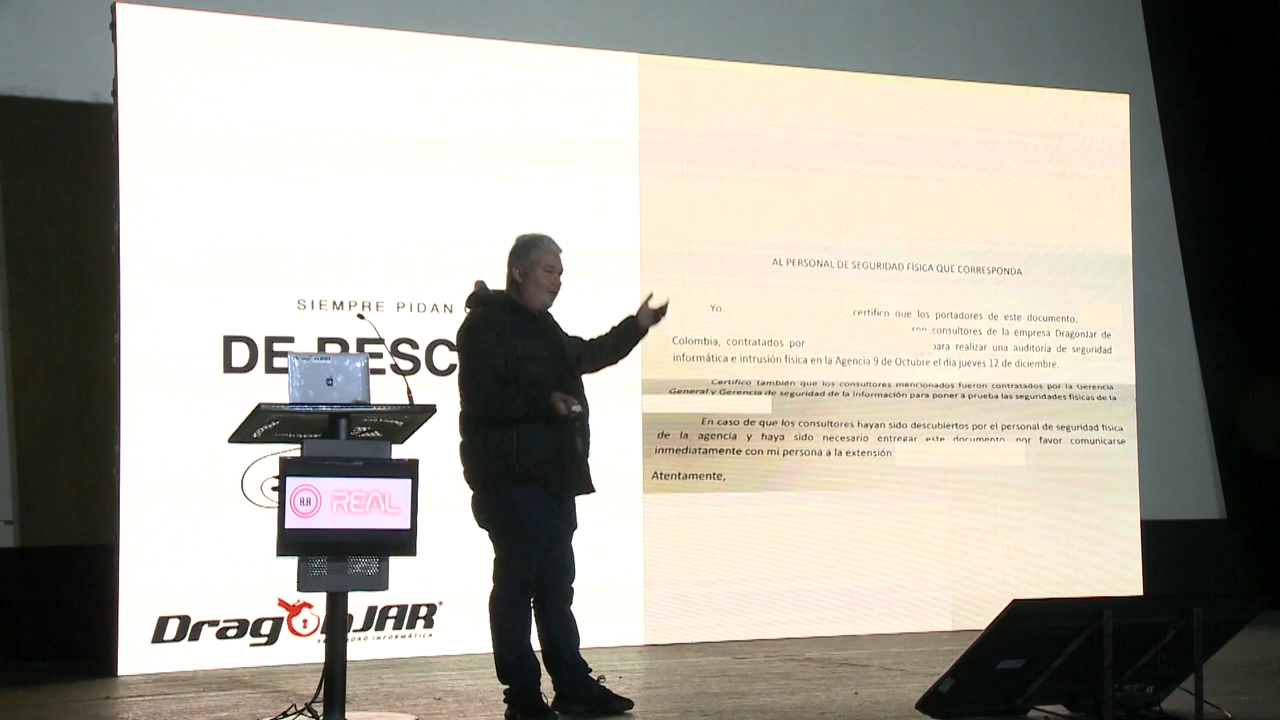 SIEMPRE PIDAN
DE RESC
DragonJAR
AL PERSONAL DE SEGURIDAD FÍSICA QUE CORRESPONDA
Yo, certifico que los portadores de este documento,
son consultores de la empresa DragonJar de
Colombia, contratados por para realizar una auditoría de seguridad
informática e intrusión física en la Agencia 9 de Octubre el día jueves 12 de diciembre.
Certifico también que los consultores mencionados fueron contratados por la Gerencia
General y Gerencia de seguridad de la información para poner a prueba las seguridades físicas de la
En caso de que los consultores hayan sido descubiertos por el personal de seguridad física
de la agencia y haya sido necesario entregar este documento, por favor comunicarse
inmediatamente con mi persona a la extensión
Atentamente,
DragonJAR
8.8 REAL